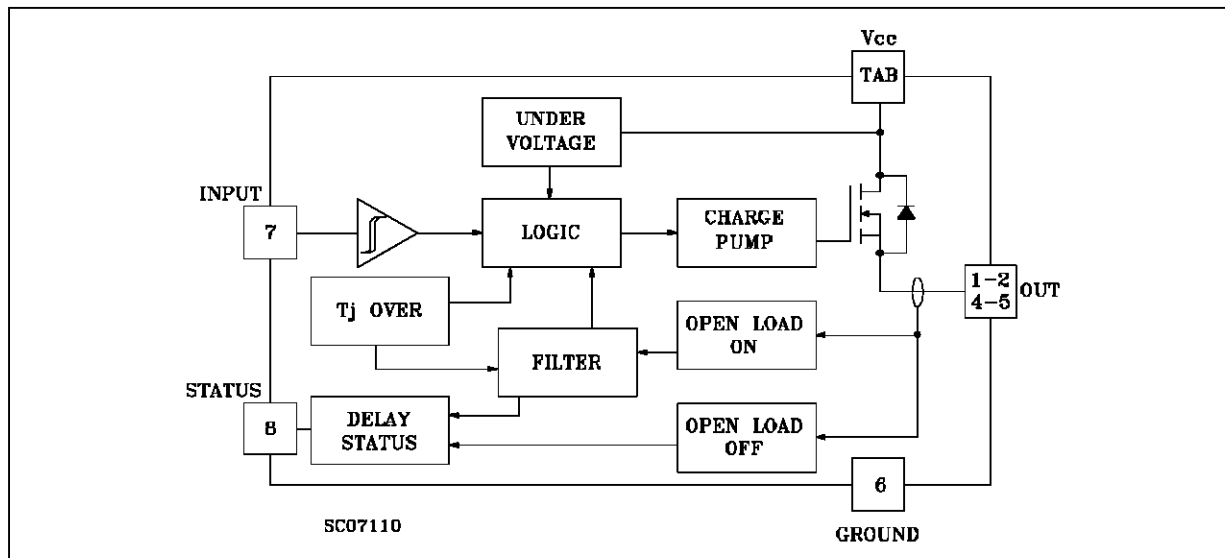 Vcc
TAB
UNDER
VOLTAGE
INPUT
7
LOGIC
CHARGE
PUMP
1-2
4-5
OUT
Tj OVER
OPEN LOAD
ON
FILTER
STATUS
8
DELAY
STATUS
OPEN LOAD
OFF
6
SC07110
GROUND